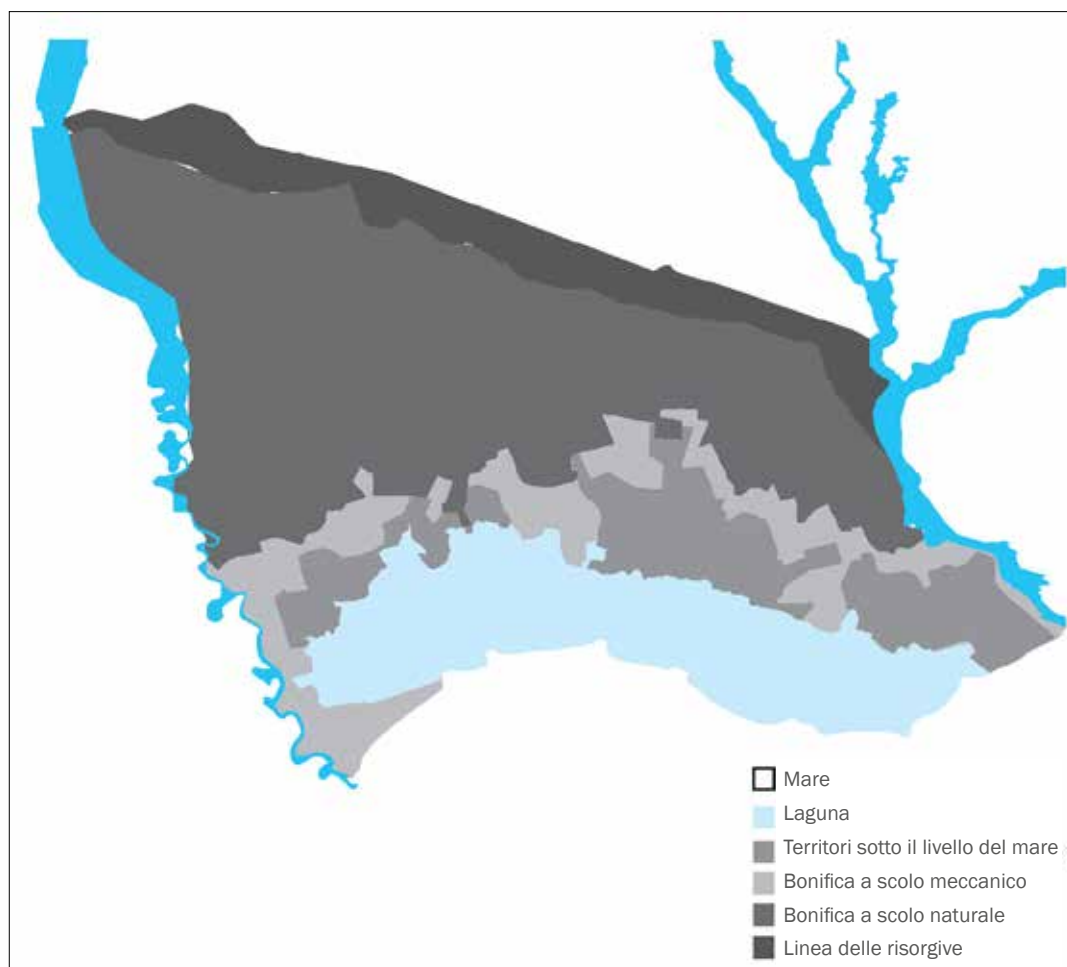 Mare
Laguna
Territori sotto il livello del mare
Bonifica a scolo meccanico
Bonifica a scolo naturale
Linea delle risorgive